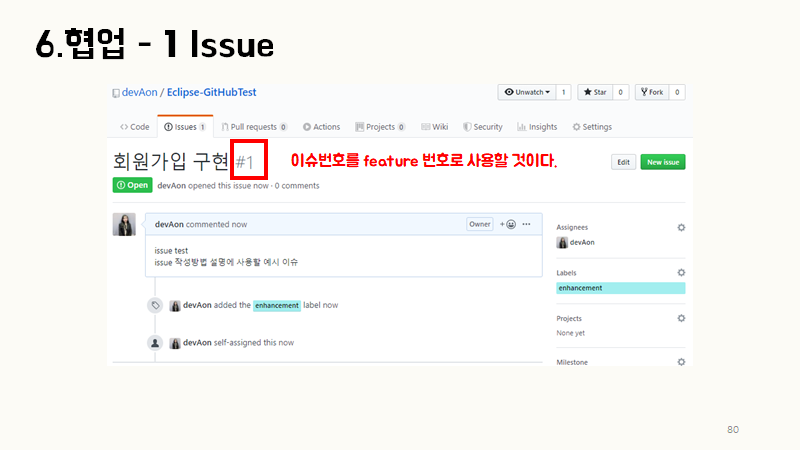 6.협업 - 1 Issue
devAon / Eclipse-GitHubTest
Unwatch 1 Star 0 Fork 0
Code Issues 1 Pull requests 0 Actions Projects 0 Wiki Security Insights Settings
회원가입 구현 #1 이슈번호를 feature 번호로 사용할 것이다. Edit New issue
Open devAon opened this issue now · 0 comments
devAon commented now Owner
issue test
issue 작성방법 설명에 사용할 예시 이슈
devAon added the enhancement label now
devAon self-assigned this now
Assignees
devAon
Labels
enhancement
Projects
None yet
Milestone
80